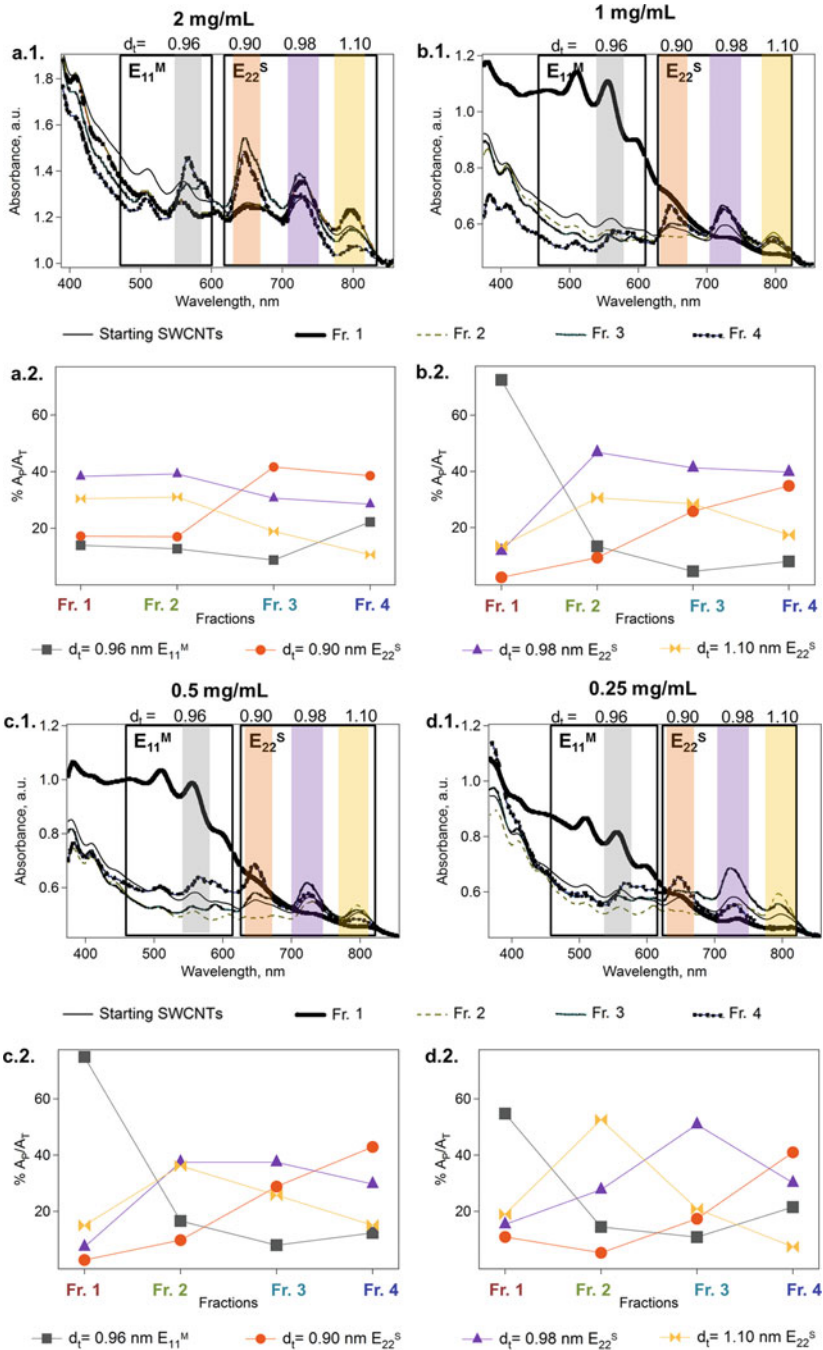 2 mg/mL
1 mg/mL
a.1.
dt = 0.96 0.90 0.98 1.10
E11M
E22S
1.8
1.6
1.4
1.2
1.0
Absorbance, a.u.
400 500 600 700 800
Wavelength, nm
b.1.
dt = 0.96 0.90 0.98 1.10
E11M
E22S
1.2
1.0
0.8
0.6
Absorbance, a.u.
400 500 600 700 800
Wavelength, nm
Starting SWCNTs Fr. 1 Fr. 2 Fr. 3 Fr. 4
a.2.
60
40
20
% AP/AT
Fr. 1 Fr. 2 Fr. 3 Fr. 4
Fractions
b.2.
60
40
20
% AP/AT
Fr. 1 Fr. 2 Fr. 3 Fr. 4
Fractions
dt= 0.96 nm E11M dt= 0.90 nm E22S dt= 0.98 nm E22S dt= 1.10 nm E22S
0.5 mg/mL
0.25 mg/mL
c.1.
dt = 0.96 0.90 0.98 1.10
E11M
E22S
1.2
1.0
0.8
0.6
Absorbance, a.u.
400 500 600 700 800
Wavelength, nm
d.1.
dt = 0.96 0.90 0.98 1.10
E11M
E22S
1.2
1.0
0.8
0.6
Absorbance, a.u.
400 500 600 700 800
Wavelength, nm
Starting SWCNTs Fr. 1 Fr. 2 Fr. 3 Fr. 4
c.2.
60
40
20
% AP/AT
Fr. 1 Fr. 2 Fr. 3 Fr. 4
Fractions
d.2.
60
40
20
% AP/AT
Fr. 1 Fr. 2 Fr. 3 Fr. 4
Fractions
dt= 0.96 nm E11M dt= 0.90 nm E22S dt= 0.98 nm E22S dt= 1.10 nm E22S